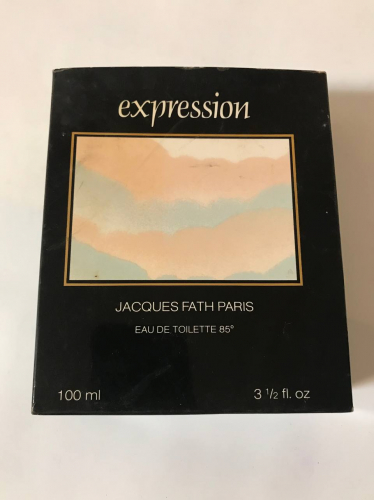 expression
JACQUES FATH PARIS
EAU DE TOILETTE 85°
100 ml 3 1/2 fl. oz